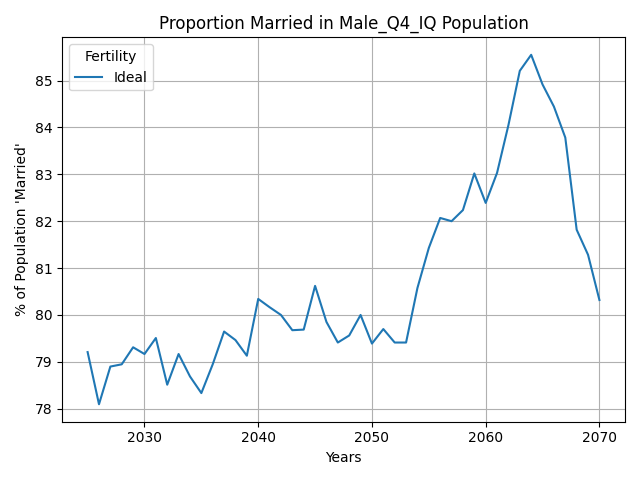 Proportion Married in Male_Q4_IQ Population
Fertility
Ideal
% of Population 'Married'
85
84
83
82
81
80
79
78
2030
2040
2050
2060
2070
Years